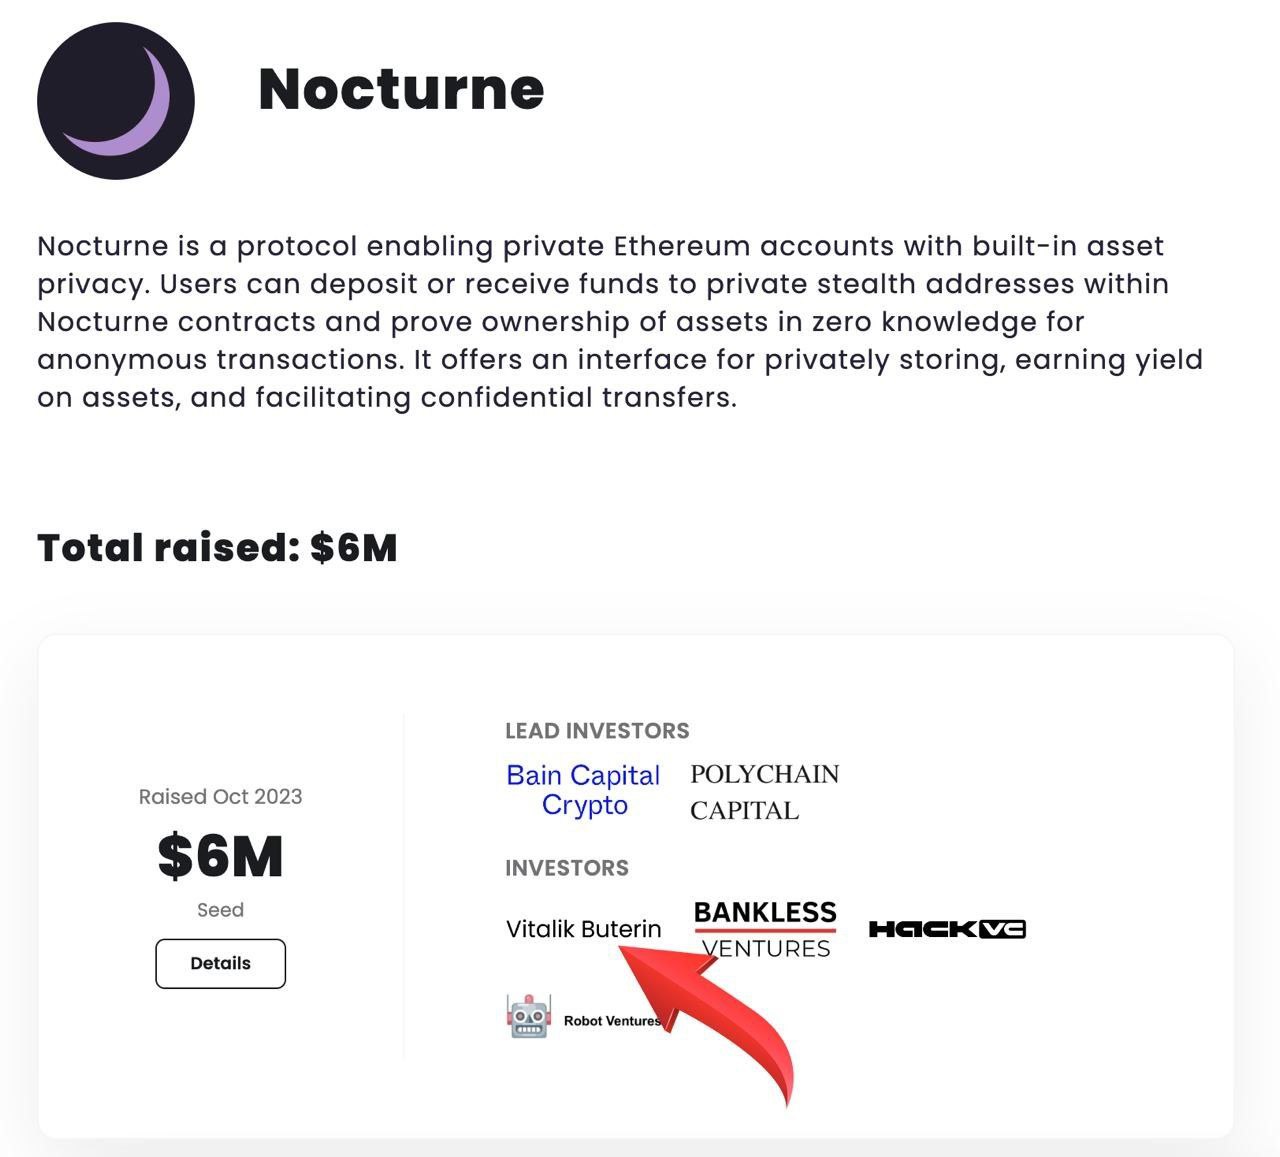 Nocturne
Nocturne is a protocol enabling private Ethereum accounts with built-in asset
privacy. Users can deposit or receive funds to private stealth addresses within
Nocturne contracts and prove ownership of assets in zero knowledge for
anonymous transactions. It offers an interface for privately storing, earning yield
on assets, and facilitating confidential transfers.
Total raised: $6M
Raised Oct 2023
$6M
Seed
Details
LEAD INVESTORS
Bain Capital
Crypto
POLYCHAIN
CAPITAL
INVESTORS
Vitalik Buterin
BANKLESS
VENTURES
HACK VC
Robot Ventures